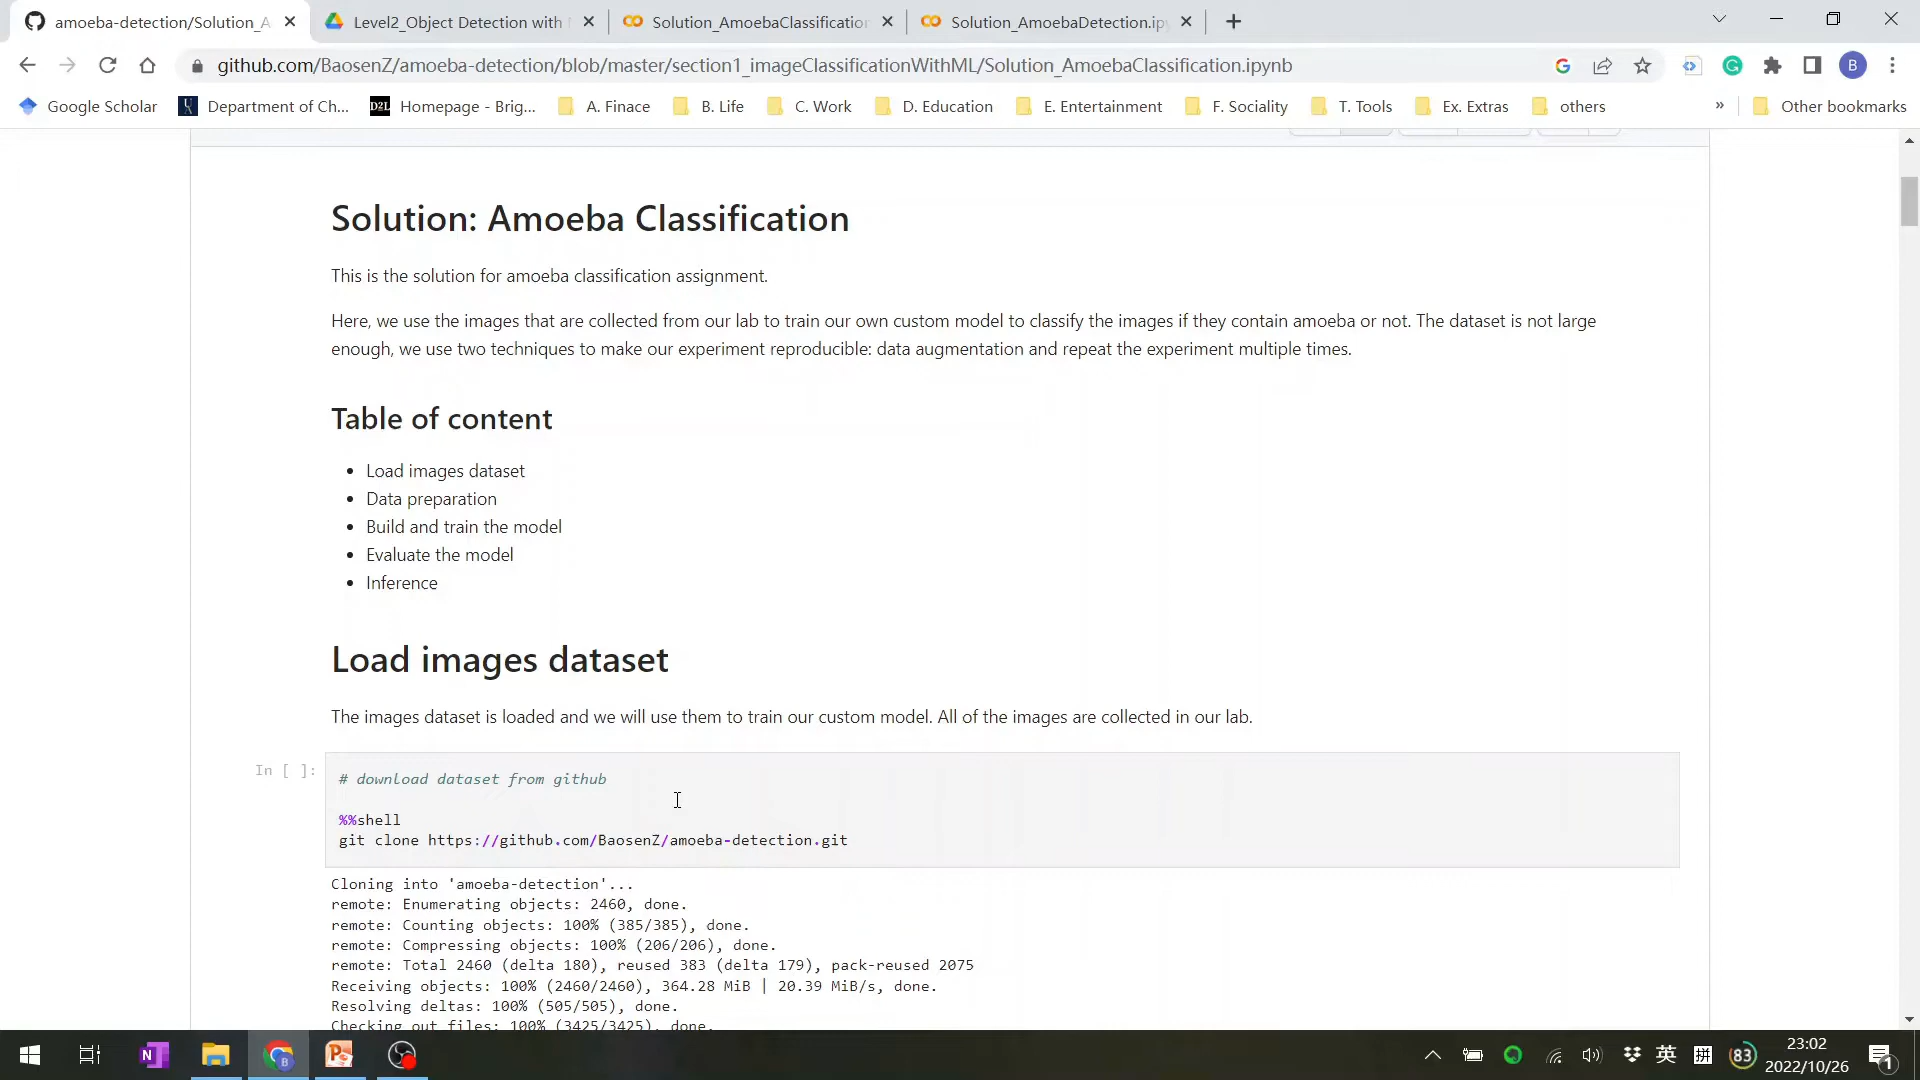 amoeba-detection/Solution_A
Level2_Object Detection with
Solution_AmoebaClassification
Solution_AmoebaDetection.ip
github.com/BaosenZ/amoeba-detection/blob/master/section1_imageClassificationWithML/Solution_AmoebaClassification.ipynb
B
Google Scholar
Department of Ch...
D2L
Homepage - Brig...
A. Finace
B. Life
C. Work
D. Education
E. Entertainment
F. Sociality
T. Tools
Ex. Extras
others
»
Other bookmarks
Solution: Amoeba Classification
This is the solution for amoeba classification assignment.
Here, we use the images that are collected from our lab to train our own custom model to classify the images if they contain amoeba or not. The dataset is not large
enough, we use two techniques to make our experiment reproducible: data augmentation and repeat the experiment multiple times.
Table of content
Load images dataset
Data preparation
Build and train the model
Evaluate the model
Inference
Load images dataset
The images dataset is loaded and we will use them to train our custom model. All of the images are collected in our lab.
In [ ]:
# download dataset from github
%%shell
git clone https://github.com/BaosenZ/amoeba-detection.git
Cloning into 'amoeba-detection'...
remote: Enumerating objects: 2460, done.
remote: Counting objects: 100% (385/385), done.
remote: Compressing objects: 100% (206/206), done.
remote: Total 2460 (delta 180), reused 383 (delta 179), pack-reused 2075
Receiving objects: 100% (2460/2460), 364.28 MiB | 20.39 MiB/s, done.
Resolving deltas: 100% (505/505), done.
Checking out files: 100% (3425/3425), done.
英
拼
83
23:02
2022/10/26
1